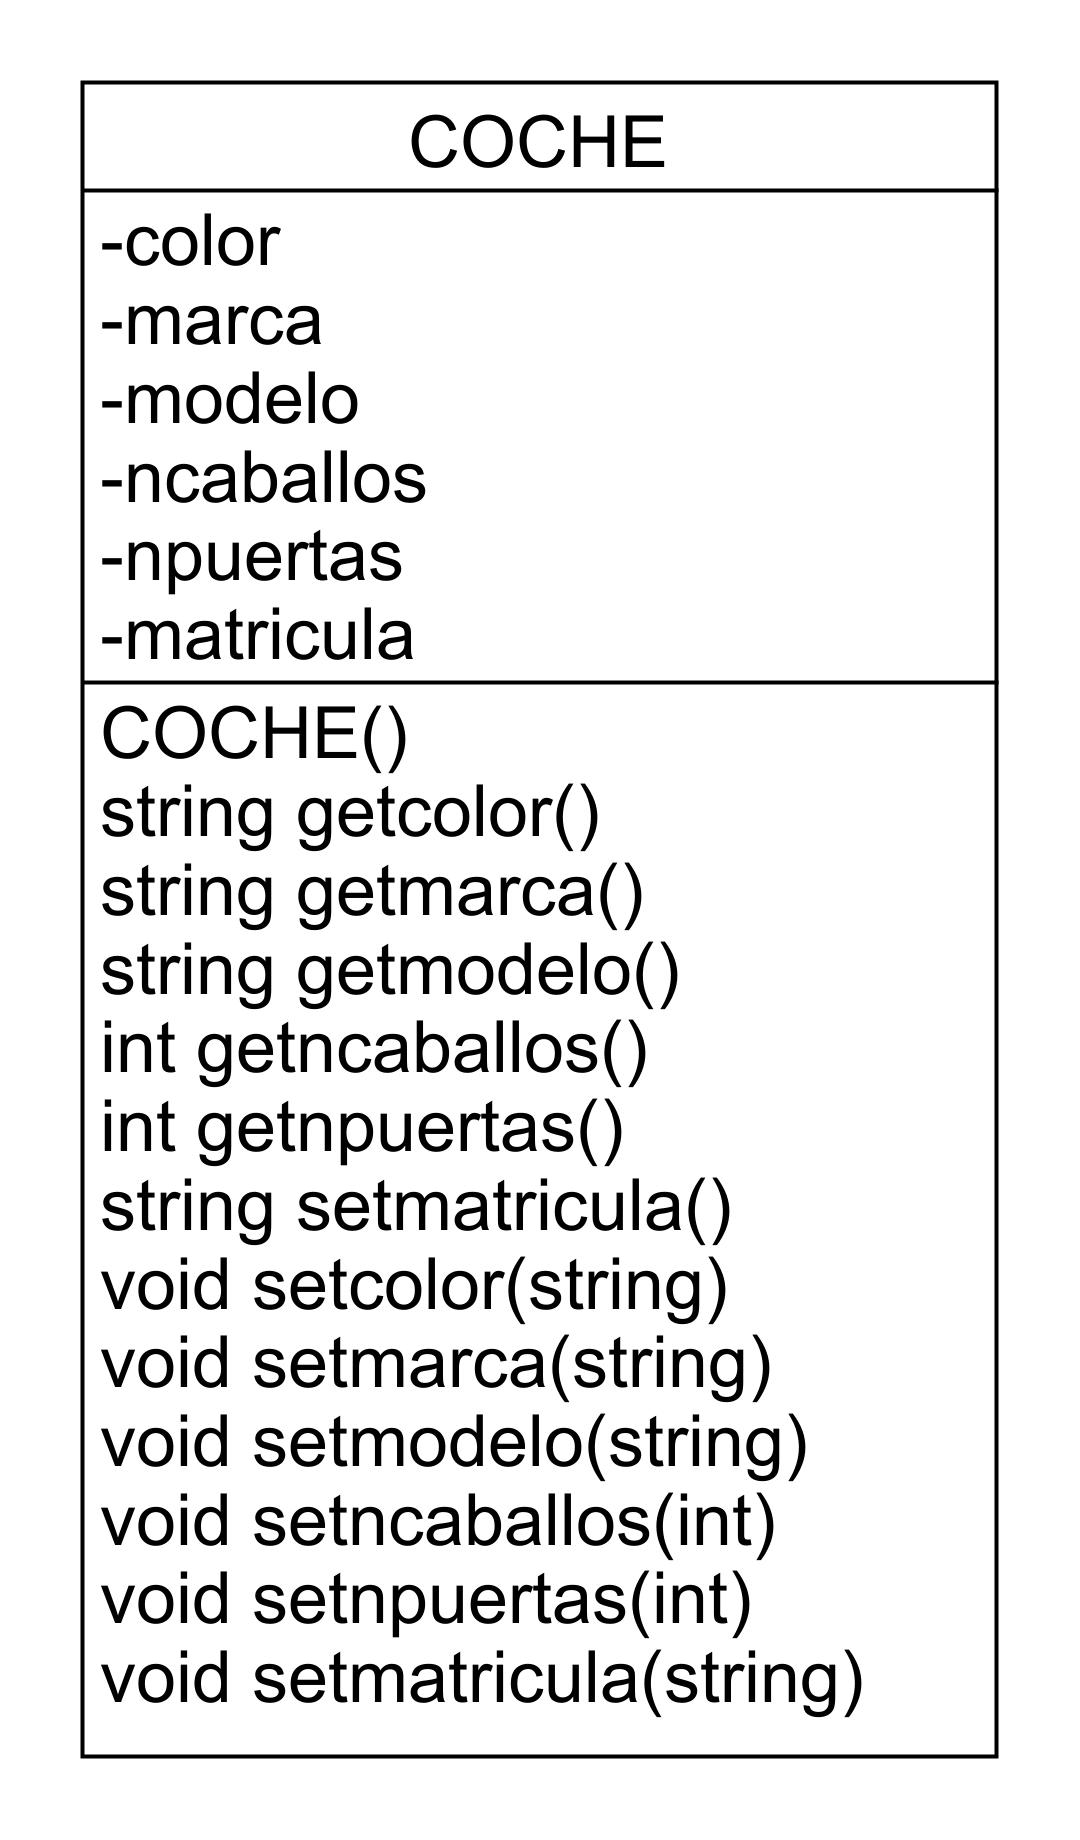 COCHE
-color
-marca
-modelo
-ncaballos
-npuertas
-matricula
COCHE()
string getcolor()
string getmarca()
string getmodelo()
int getncaballos()
int getnpuertas()
string setmatricula()
void setcolor(string)
void setmarca(string)
void setmodelo(string)
void setncaballos(int)
void setnpuertas(int)
void setmatricula(string)